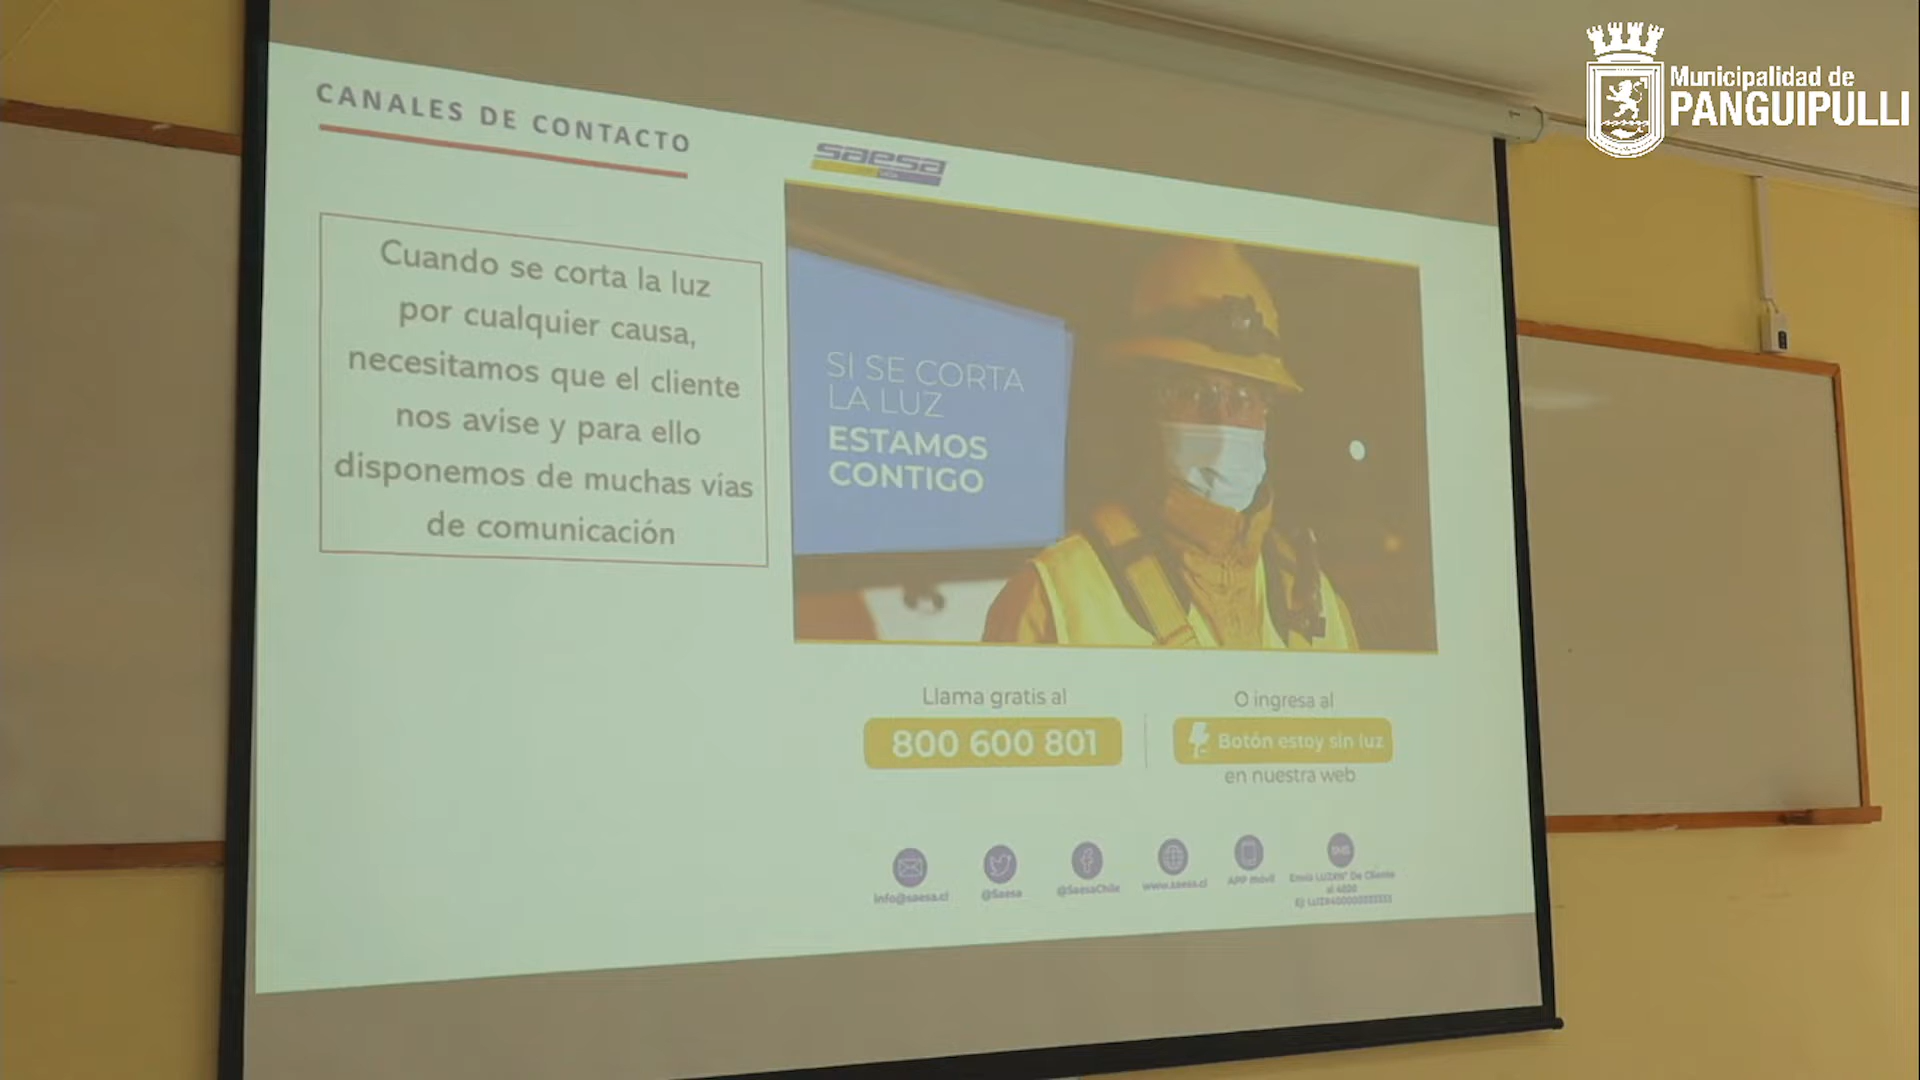 Municipalidad de
PANGUIPULLI
CANALES DE CONTACTO
saesa
Cuando se corta la luz
por cualquier causa,
necesitamos que el cliente
nos avise y para ello
disponemos de muchas vías
de comunicación
SI SE CORTA
LA LUZ
ESTAMOS
CONTIGO
Llama gratis al
800 600 801
O ingresa al
Botón estoy sin luz
en nuestra web
info@saesa.cl
@Saesa
@SaesaChile
www.saesa.cl
APP móvil
SMS
De Cliente